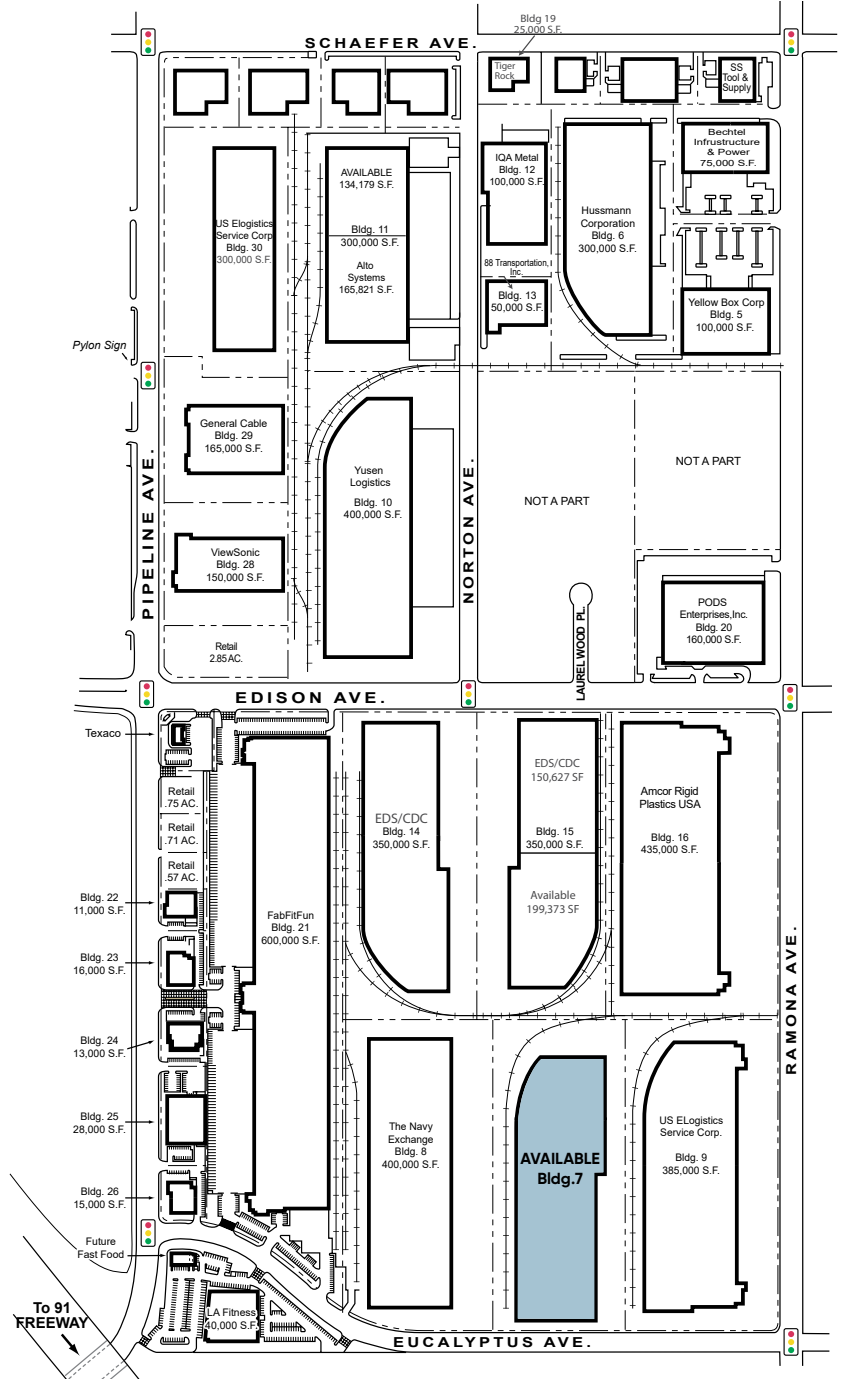 Bldg 19
25,000 S.F.
SCHAEFER AVE.
Tiger
Rock
SS
Tool &
Supply
Bechtel
Infrustructure
& Power
75,000 S.F.
IQA Metal
Bldg. 12
100,000 S.F.
AVAILABLE
134,179 S.F.
Bldg. 11
300,000 S.F.
Alto
Systems
165,821 S.F.
US Elogistics
Service Corp
Bldg. 30
300,000 S.F.
Hussmann
Corporation
Bldg. 6
300,000 S.F.
88 Transportation,
Inc.
Bldg. 13
50,000 S.F.
Yellow Box Corp
Bldg. 5
100,000 S.F.
Pylon Sign
General Cable
Bldg. 29
165,000 S.F.
Yusen
Logistics
Bldg. 10
400,000 S.F.
NOT A PART
NOT A PART
PIPELINE AVE.
NORTON AVE.
ViewSonic
Bldg. 28
150,000 S.F.
PODS
Enterprises,Inc.
Bldg. 20
160,000 S.F.
LAUREL WOOD PL.
Retail
2.85 AC.
EDISON AVE.
Texaco
Retail
.75 AC.
Retail
.71 AC.
Retail
.57 AC.
EDS/CDC
Bldg. 14
350,000 S.F.
EDS/CDC
150,627 SF
Bldg. 15
350,000 S.F.
Available
199,373 SF
Amcor Rigid
Plastics USA
Bldg. 16
435,000 S.F.
Bldg. 22
11,000 S.F.
FabFitFun
Bldg. 21
600,000 S.F.
Bldg. 23
16,000 S.F.
RAMONA AVE.
Bldg. 24
13,000 S.F.
Bldg. 25
28,000 S.F.
The Navy
Exchange
Bldg. 8
400,000 S.F.
AVAILABLE
Bldg.7
US ELogistics
Service Corp.
Bldg. 9
385,000 S.F.
Bldg. 26
15,000 S.F.
Future
Fast Food
To 91
FREEWAY
LA Fitness
40,000 S.F.
EUCALYPTUS AVE.